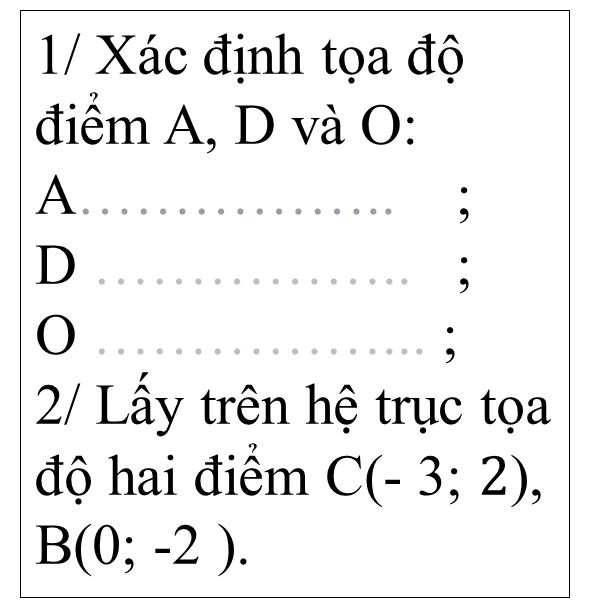 1/ Xác định tọa độ
điểm A, D và O:
A................. ;
D ................. ;
O .................. ;
2/ Lấy trên hệ trục tọa
độ hai điểm C(- 3; 2),
B(0; -2 ).